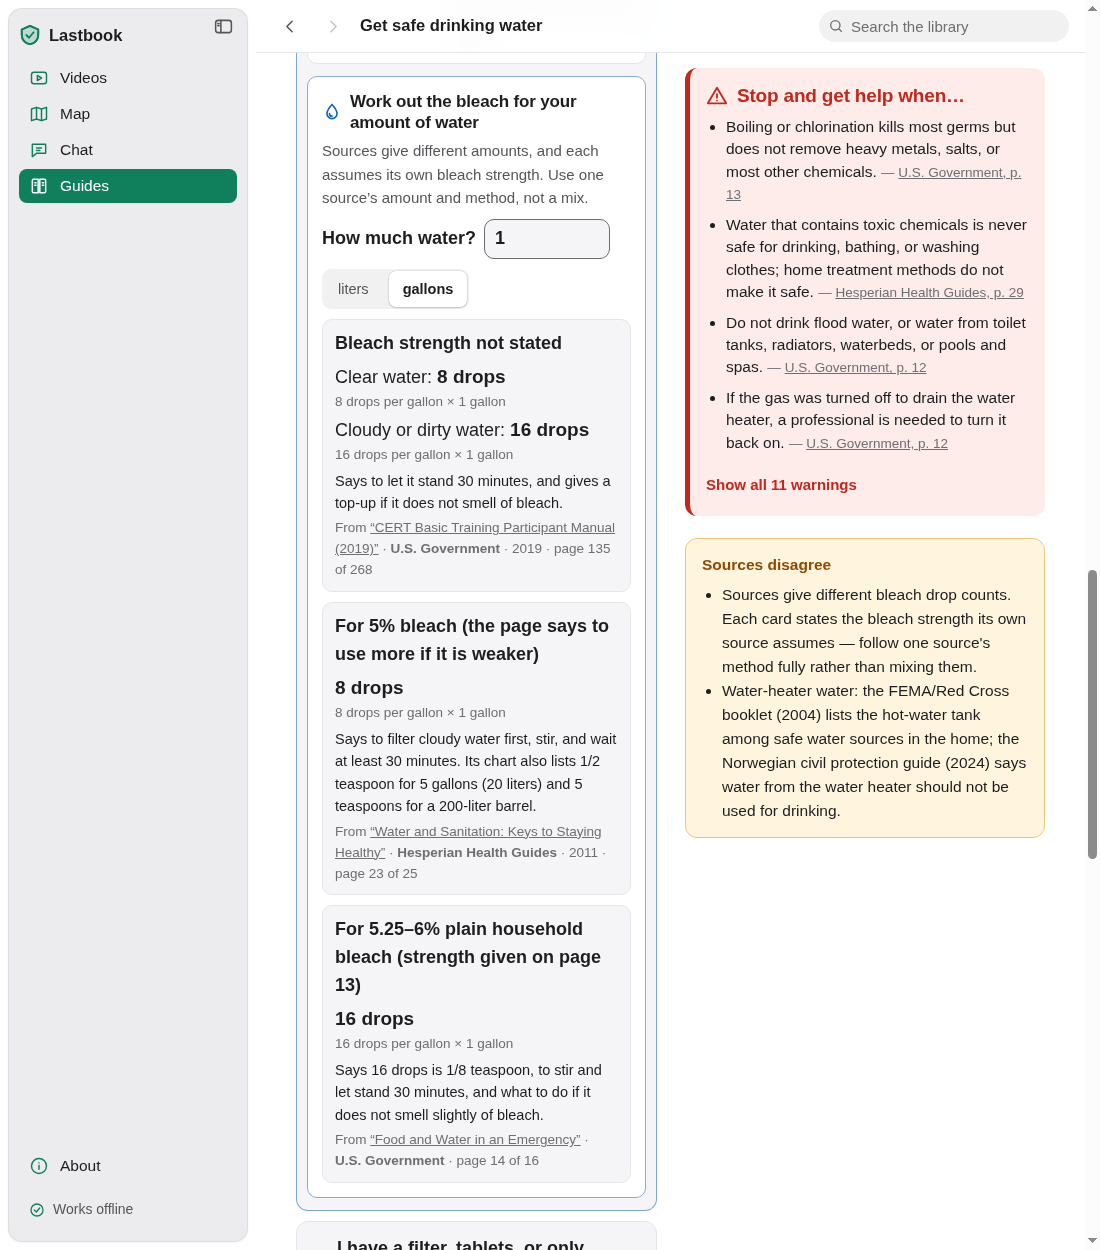 Lastbook
Videos
Map
Chat
Guides
About
Works offline
Get safe drinking water
Search the library
Work out the bleach for your
amount of water
Sources give different amounts, and each
assumes its own bleach strength. Use one
source's amount and method, not a mix.
How much water? 1
liters gallons
Bleach strength not stated
Clear water: 8 drops
8 drops per gallon × 1 gallon
Cloudy or dirty water: 16 drops
16 drops per gallon × 1 gallon
Says to let it stand 30 minutes, and gives a
top-up if it does not smell of bleach.
From “CERT Basic Training Participant Manual
(2019)” · U.S. Government · 2019 · page 135
of 268
For 5% bleach (the page says to
use more if it is weaker)
8 drops
8 drops per gallon × 1 gallon
Says to filter cloudy water first, stir, and wait
at least 30 minutes. Its chart also lists 1/2
teaspoon for 5 gallons (20 liters) and 5
teaspoons for a 200-liter barrel.
From “Water and Sanitation: Keys to Staying
Healthy” · Hesperian Health Guides · 2011 ·
page 23 of 25
For 5.25–6% plain household
bleach (strength given on page
13)
16 drops
16 drops per gallon × 1 gallon
Says 16 drops is 1/8 teaspoon, to stir and
let stand 30 minutes, and what to do if it
does not smell slightly of bleach.
From “Food and Water in an Emergency” ·
U.S. Government · page 14 of 16
I have a filter, tablets, or only
Stop and get help when…
Boiling or chlorination kills most germs but
does not remove heavy metals, salts, or
most other chemicals. — U.S. Government, p.
13
Water that contains toxic chemicals is never
safe for drinking, bathing, or washing
clothes; home treatment methods do not
make it safe. — Hesperian Health Guides, p. 29
Do not drink flood water, or water from toilet
tanks, radiators, waterbeds, or pools and
spas. — U.S. Government, p. 12
If the gas was turned off to drain the water
heater, a professional is needed to turn it
back on. — U.S. Government, p. 12
Show all 11 warnings
Sources disagree
Sources give different bleach drop counts.
Each card states the bleach strength its own
source assumes — follow one source's
method fully rather than mixing them.
Water-heater water: the FEMA/Red Cross
booklet (2004) lists the hot-water tank
among safe water sources in the home; the
Norwegian civil protection guide (2024) says
water from the water heater should not be
used for drinking.